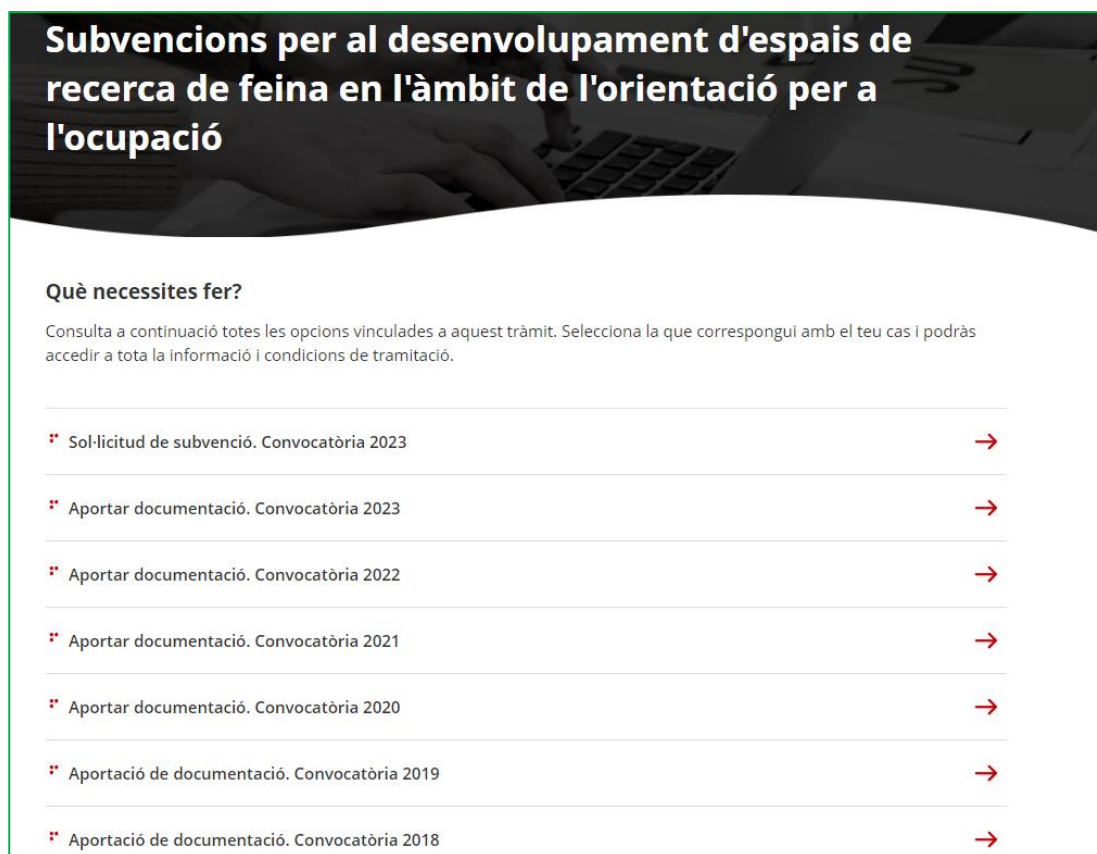 Subvencions per al desenvolupament d'espais de
recerca de feina en l'àmbit de l'orientació per a
l'ocupació
Què necessites fer?
Consulta a continuació totes les opcions vinculades a aquest tràmit. Selecciona la que correspongui amb el teu cas i podràs
accedir a tota la informació i condicions de tramitació.
Sol·licitud de subvenció. Convocatòria 2023
Aportar documentació. Convocatòria 2023
Aportar documentació. Convocatòria 2022
Aportar documentació. Convocatòria 2021
Aportar documentació. Convocatòria 2020
Aportació de documentació. Convocatòria 2019
Aportació de documentació. Convocatòria 2018